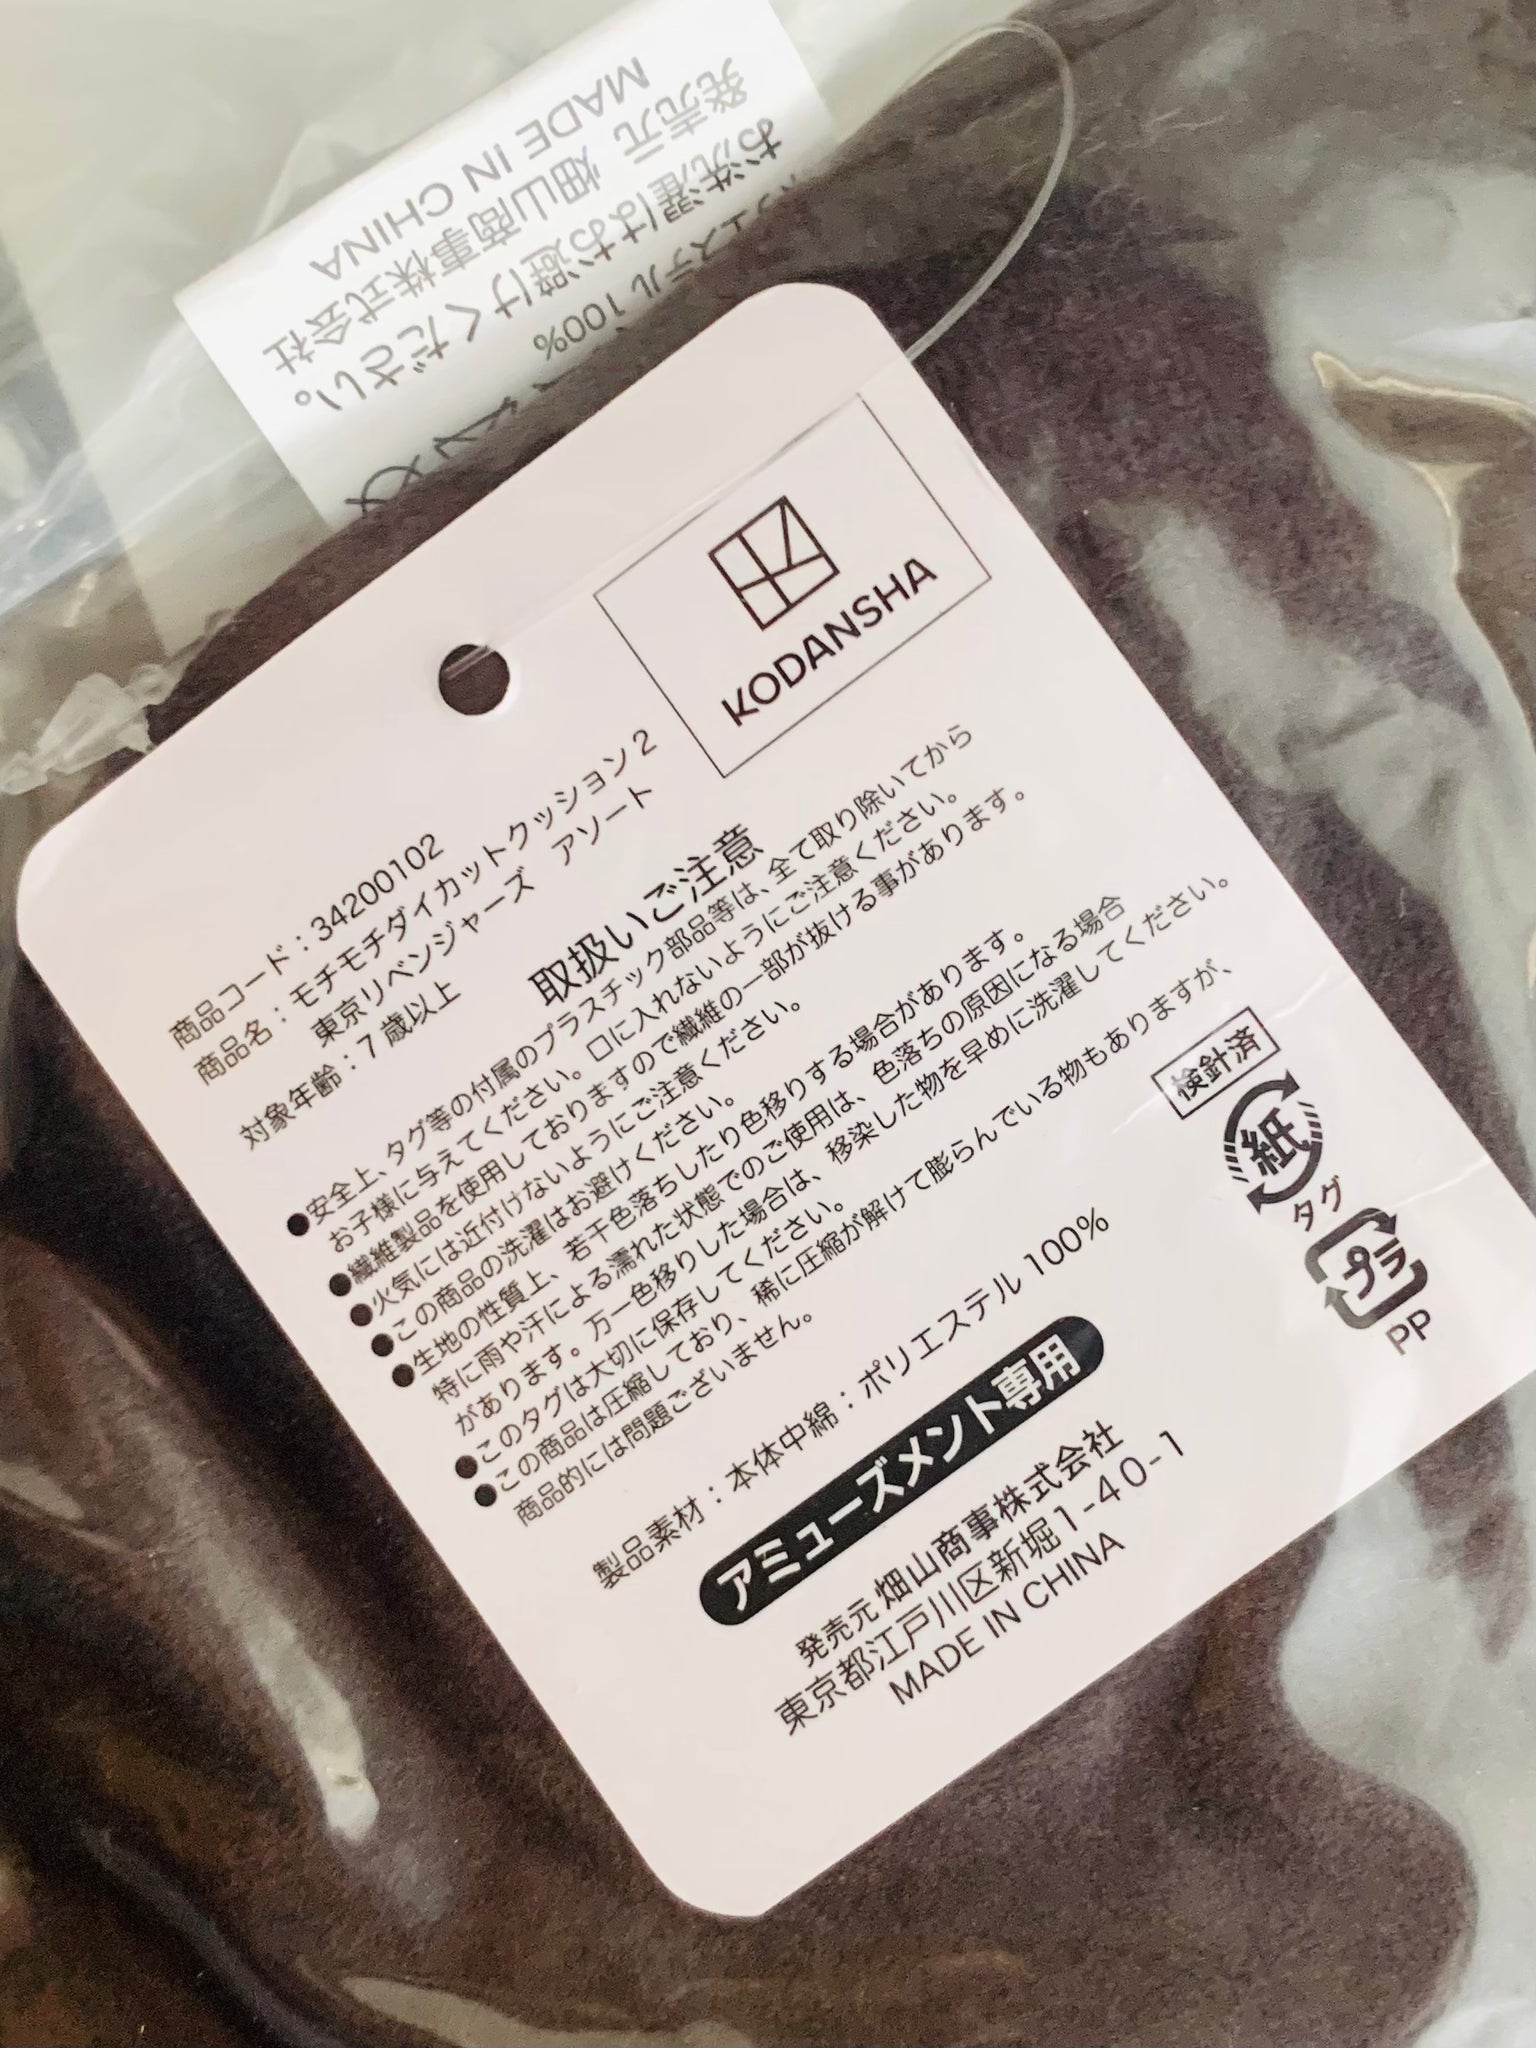 MADE IN CHINA
発売元 畑山商事株式会社
お洗濯はお避けください。
エステル 100%
KODANSHA
商品コード：34200102
商品名：モチモチダイカットクッション2
東京リベンジャーズ アソート
対象年齢：7歳以上
取扱いご注意
●安全上、タグ等の付属のプラスチック部品等は、全て取り除いてから
お子様に与えてください。口に入れないようにご注意ください。
●繊維製品を使用しておりますので繊維の一部が抜ける事があります。
●火気には近付けないようにご注意ください。
●この商品の洗濯はお避けください。
●生地の性質上、若干色落ちしたり色移りする場合があります。
特に雨や汗による濡れた状態でのご使用は、色落ちの原因になる場合
があります。万一色移りした場合は、移染した物を早めに洗濯してください。
●このタグは大切に保存してください。
●この商品は圧縮しており、稀に圧縮が解けて膨らんでいる物もありますが、
商品的には問題ございません。
検針済
紙
タグ
プラ
PP
製品素材：本体中綿：ポリエステル 100%
アミューズメント専用
発売元 畑山商事株式会社
東京都江戸川区新堀1-40-1
MADE IN CHINA